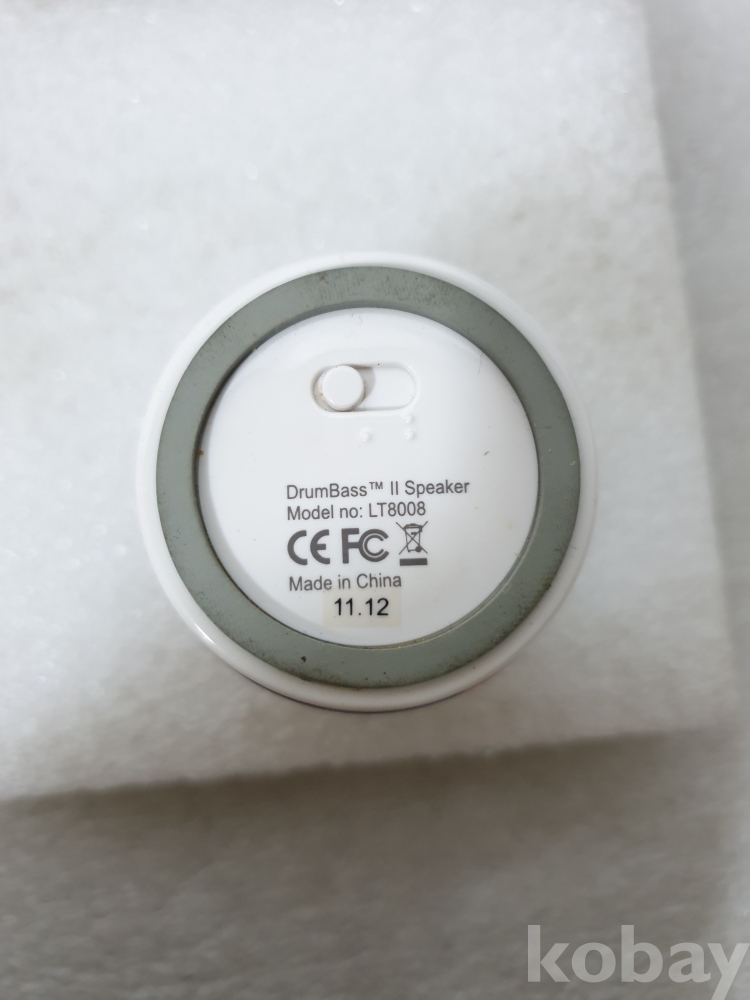 DrumBass™ II Speaker
Model no: LT8008
CE FC
Made in China
11.12
kobay